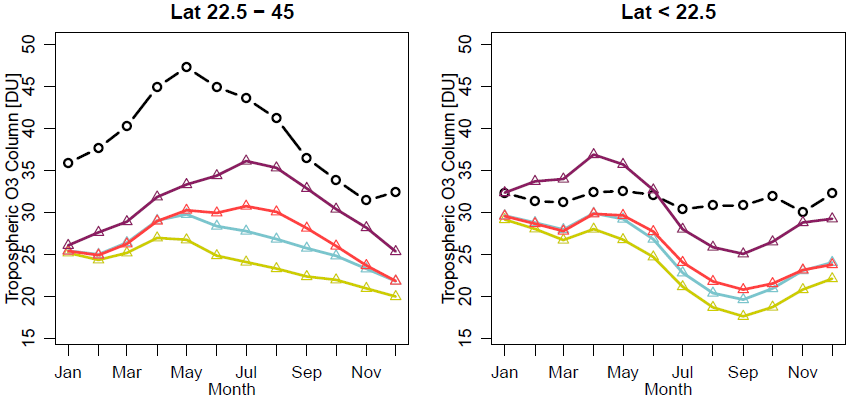 Lat 22.5 − 45
Tropospheric O3 Column [DU]
50
45
40
35
30
25
20
15
Jan Mar May Jul Sep Nov
Month
Lat < 22.5
Tropospheric O3 Column [DU]
50
45
40
35
30
25
20
15
Jan Mar May Jul Sep Nov
Month